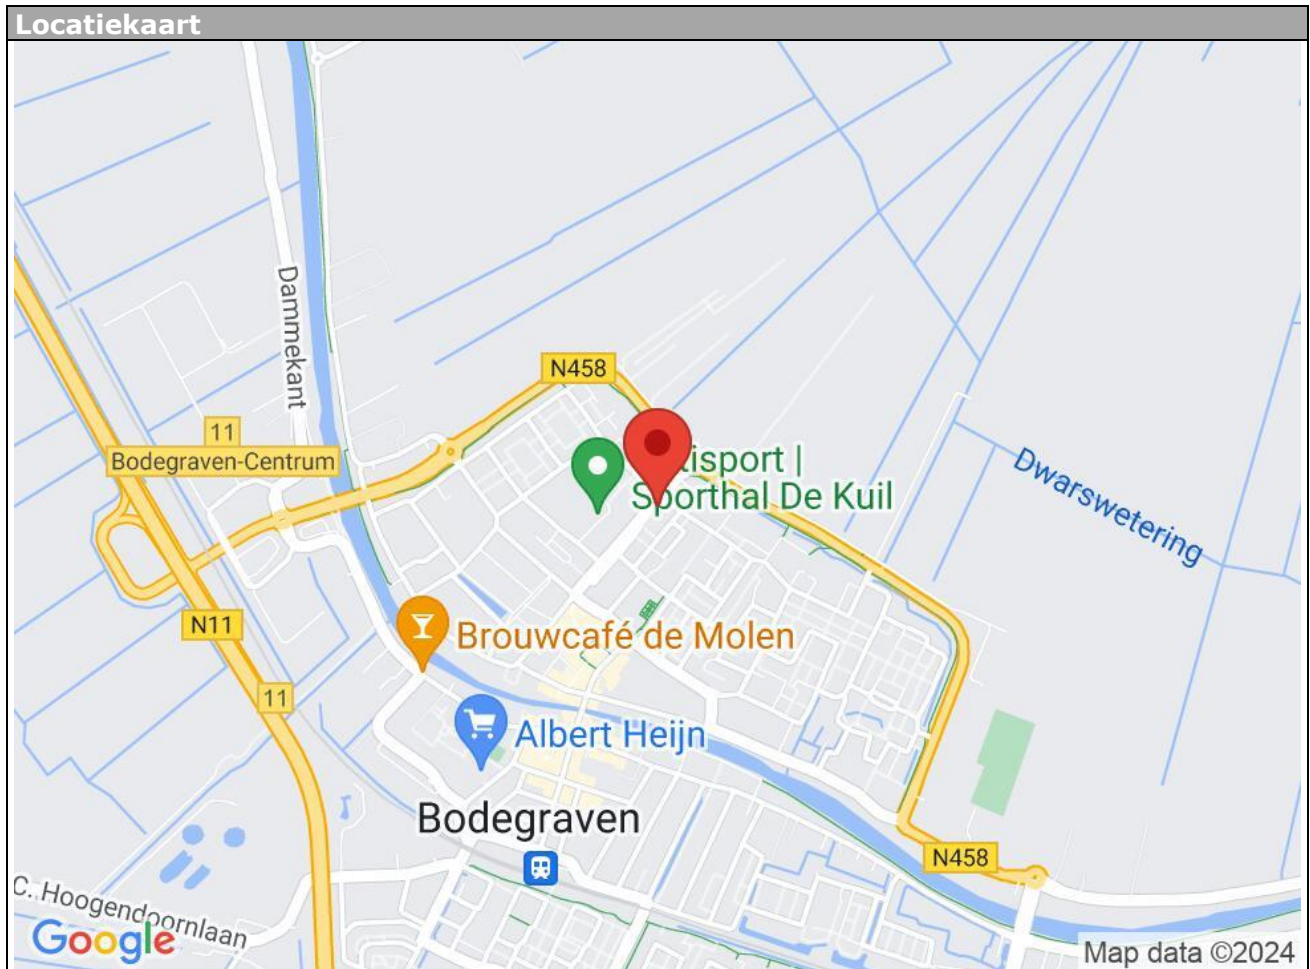 Locatiekaart
Dammekant
N458
11
Bodegraven-Centrum
tisport |
Sporthal De Kuil
Dwarswetering
N11
Brouwcafé de Molen
11
Albert Heijn
Bodegraven
N458
C. Hoogendoornlaan
Google
Map data ©2024